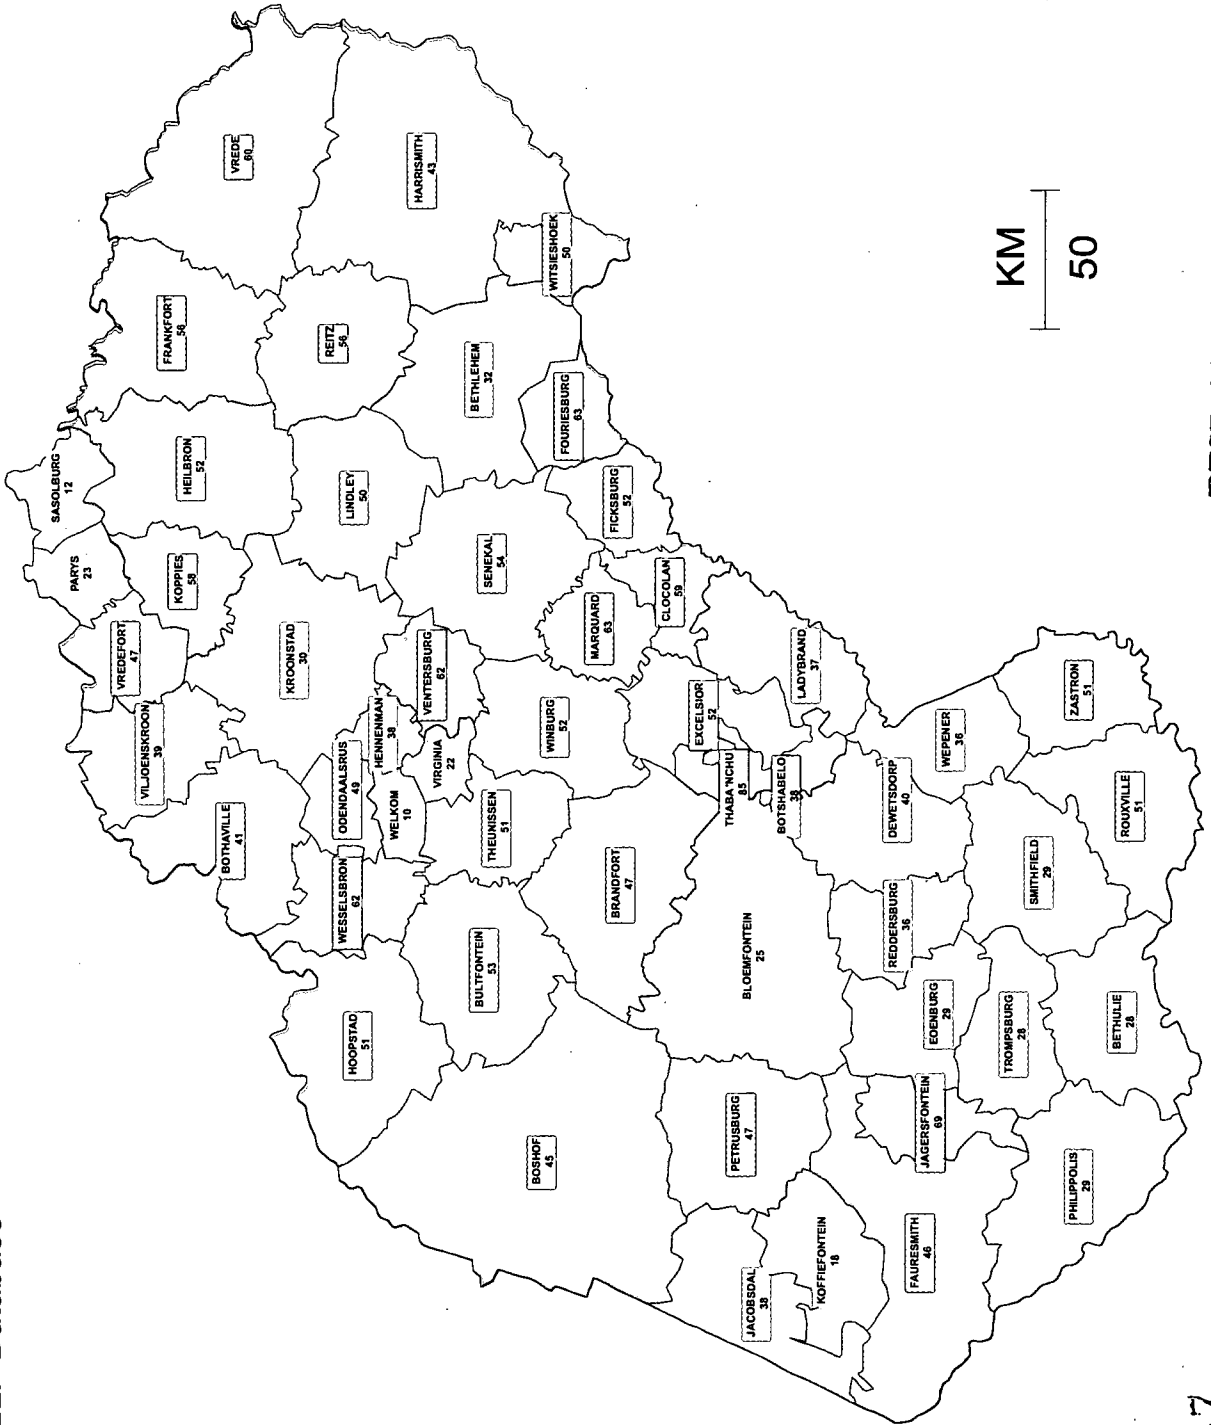 VREDE
60
HARRISMITH
43
WITSIESHOEK
50
FRANKFORT
56
REITZ
56
BETHLEHEM
32
FOURIESBURG
63
SASOLBURG
12
HEILBRON
52
LINDLEY
50
FICKSBURG
52
PARYS
23
KOPPIES
58
SENEKAL
54
CLOCOLAN
59
MARQUARD
63
VREDEFORT
47
KROONSTAD
30
VENTERSBURG
62
LADYBRAND
37
ZASTRON
51
VILJOENSKROON
39
HENNENMAN
38
WINBURG
52
EXCELSIOR
52
WEPENER
36
VIRGINIA
22
ODENDAALSRUS
49
THABA 'NCHU
85
BOTSHABELO
38
DEWETSDORP
40
ROUXVILLE
51
BOTHAVILLE
41
WELKOM
10
THEUNISSEN
51
SMITHFIELD
29
WESSELSBRON
62
BRANDFORT
47
REDDERSBURG
36
BLOEMFONTEIN
25
BULTFONTEIN
53
EOENBURG
29
TROMPSBURG
28
BETHULIE
28
HOOPSTAD
51
JAGERSFONTEIN
69
PETRUSBURG
47
BOSHOF
45
PHILIPPOLIS
29
KOFFIEFONTEIN
18
FAURESMITH
46
JACOBSDAL
38
KM
50
7